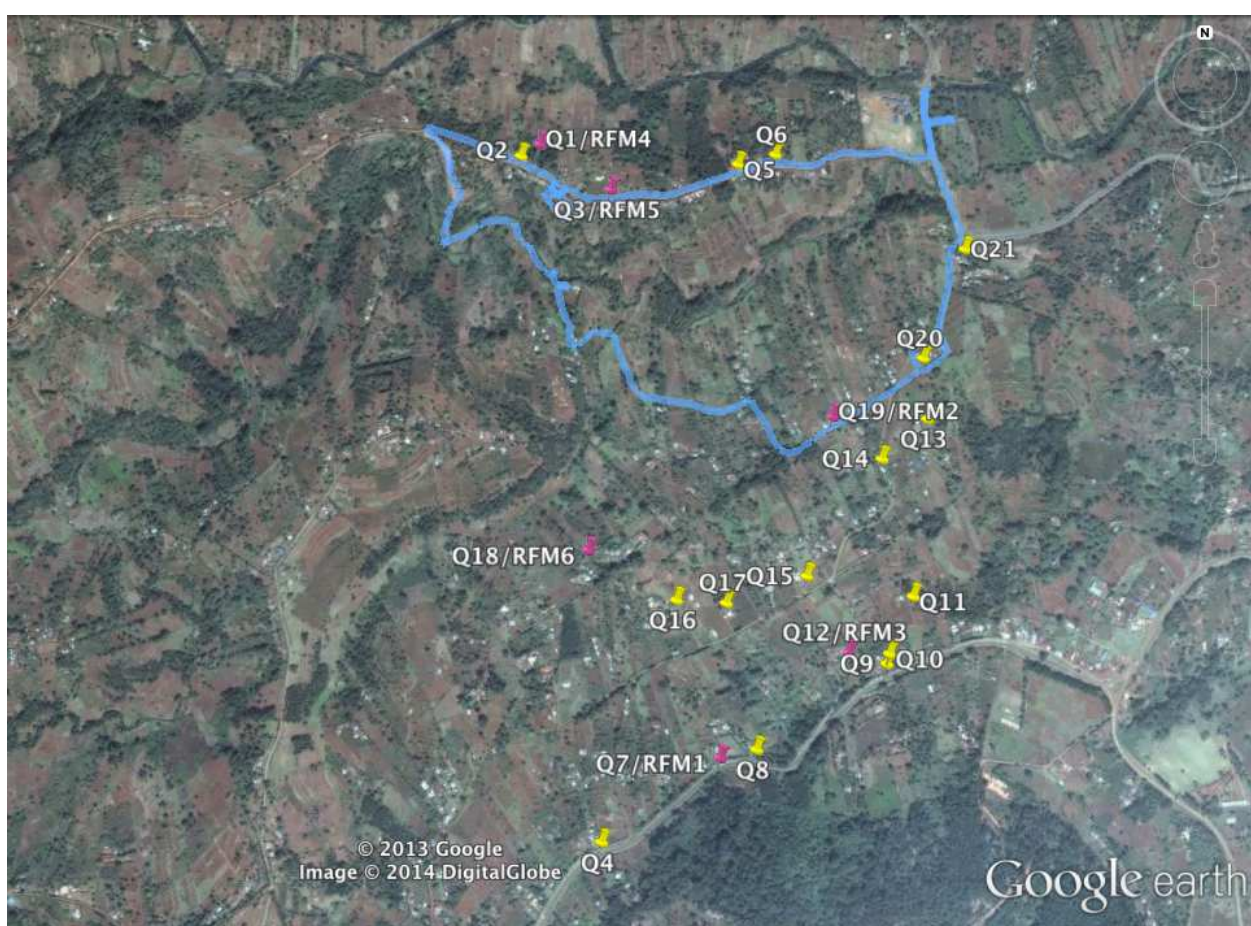 N
Q2
Q1/RFM4
Q6
Q5
Q3/RFM5
Q21
Q20
Q19/RFM2
Q13
Q14
Q18/RFM6
Q17
Q15
Q16
Q11
Q12/RFM3
Q9
Q10
Q7/RFM1
Q8
Q4
© 2013 Google
Image © 2014 DigitalGlobe
Google earth